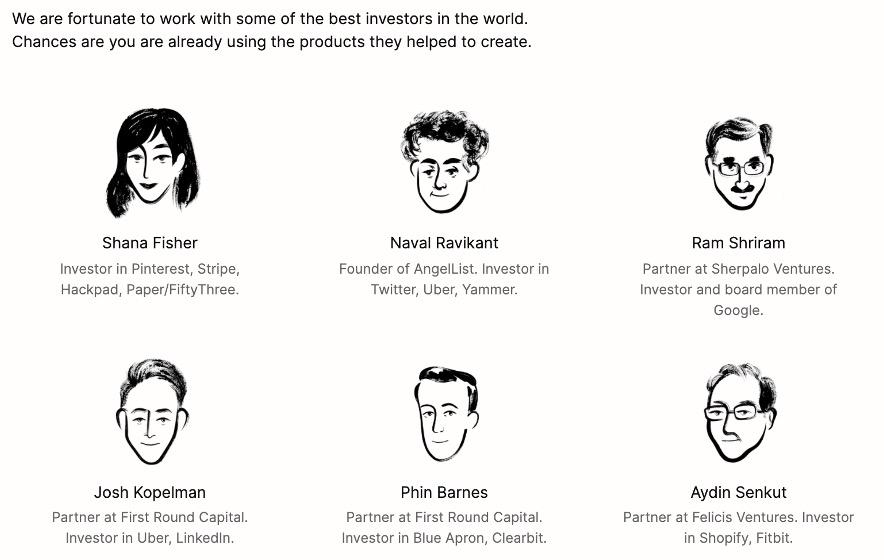 We are fortunate to work with some of the best investors in the world.
Chances are you are already using the products they helped to create.
Shana Fisher
Investor in Pinterest, Stripe,
Hackpad, Paper/FiftyThree.
Naval Ravikant
Founder of AngelList. Investor in
Twitter, Uber, Yammer.
Ram Shriram
Partner at Sherpalo Ventures.
Investor and board member of
Google.
Josh Kopelman
Partner at First Round Capital.
Investor in Uber, LinkedIn.
Phin Barnes
Partner at First Round Capital.
Investor in Blue Apron, Clearbit.
Aydin Senkut
Partner at Felicis Ventures. Investor
in Shopify, Fitbit.